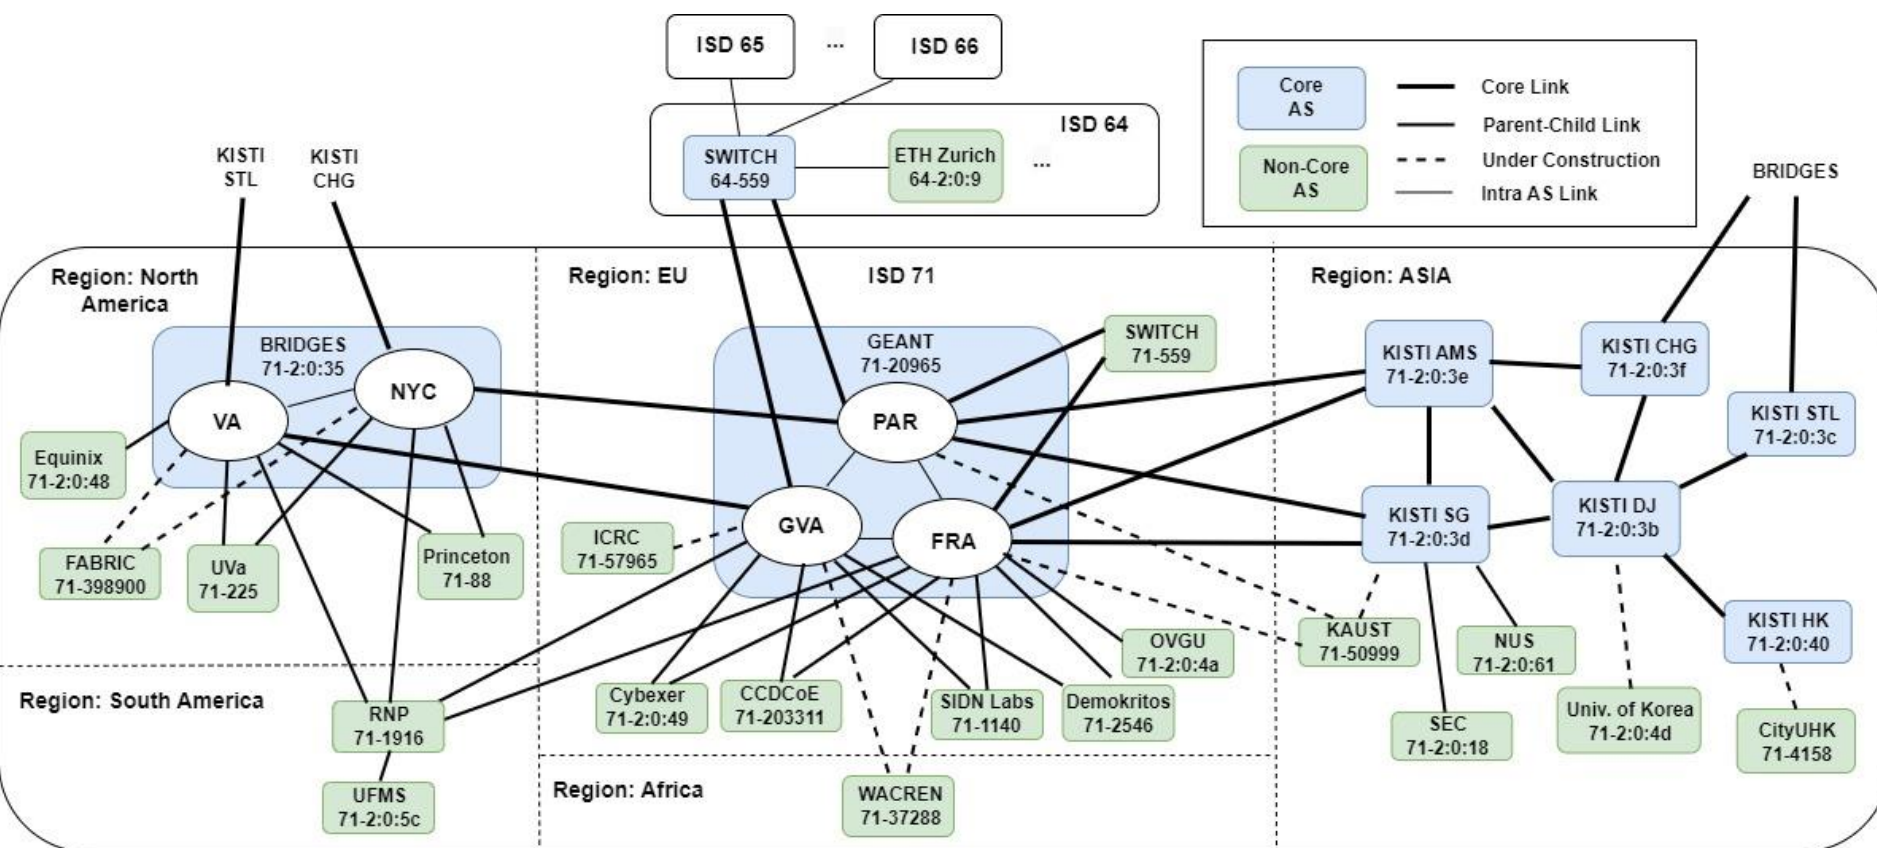 ISD 65
...
ISD 66
ISD 64
SWITCH
64-559
ETH Zurich
64-2:0:9
...
Core
AS
Core Link
Parent-Child Link
Non-Core
AS
Under Construction
Intra AS Link
KISTI
STL
KISTI
CHG
BRIDGES
Region: North
America
Region: EU
ISD 71
Region: ASIA
BRIDGES
71-2:0:35
VA
NYC
GEANT
71-20965
PAR
GVA
FRA
SWITCH
71-559
KISTI AMS
71-2:0:3e
KISTI CHG
71-2:0:3f
KISTI STL
71-2:0:3c
KISTI SG
71-2:0:3d
KISTI DJ
71-2:0:3b
KISTI HK
71-2:0:40
Equinix
71-2:0:48
FABRIC
71-398900
UVa
71-225
Princeton
71-88
ICRC
71-57965
OVGU
71-2:0:4a
KAUST
71-50999
NUS
71-2:0:61
Region: South America
RNP
71-1916
UFMS
71-2:0:5c
Cybexer
71-2:0:49
CCDCoE
71-203311
SIDN Labs
71-1140
Demokritos
71-2546
SEC
71-2:0:18
Univ. of Korea
71-2:0:4d
CityUHK
71-4158
Region: Africa
WACREN
71-37288